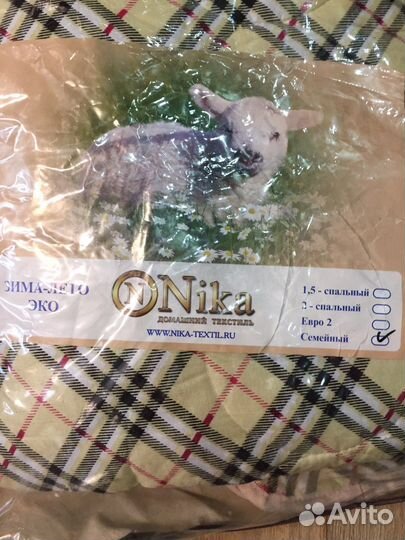 ЗИМА-ЛЕТО
ЭКО
Nika
ДОМАШНИЙ ТЕКСТИЛЬ
WWW.NIKA-TEXTIL.RU
1,5 - спальный
2 - спальный
Евро 2
Семейный
Avito